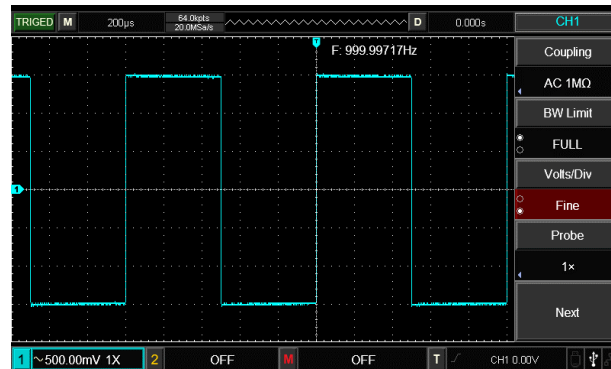 TRIGED M 200µs 64.0kpts D 0.000s CH1
20.0MSa/s
T
F: 999.99717Hz
Coupling
AC 1MΩ
BW Limit
FULL
Volts/Div
1
Fine
Probe
1×
Next
1 ~500.00mV 1X 2 OFF M OFF T CH1 0.00V